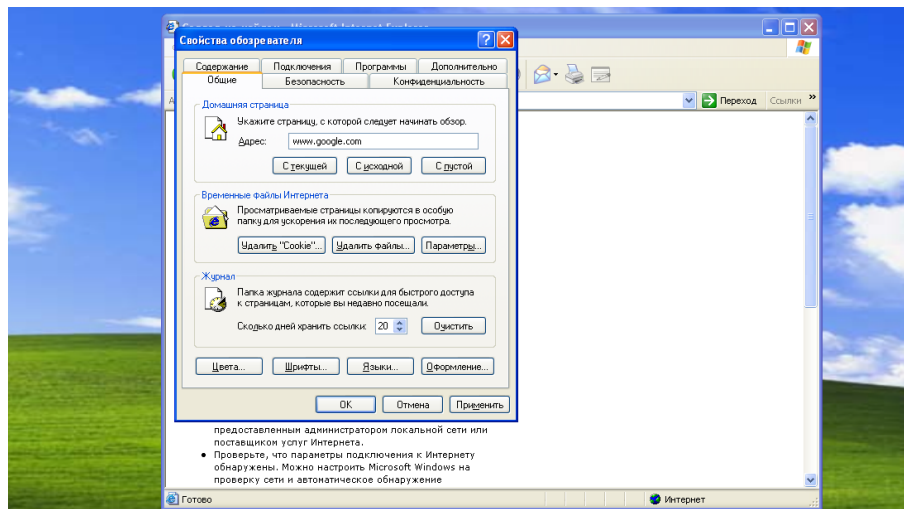 Свойства обозревателя
Содержание Подключения Программы Дополнительно
Общие Безопасность Конфиденциальность
Домашняя страница
Укажите страницу, с которой следует начинать обзор.
Адрес: www.google.com
С текущей С исходной С пустой
Временные файлы Интернета
Просматриваемые страницы копируются в особую
папку для ускорения их последующего просмотра.
Удалить "Cookie"... Удалить файлы... Параметры...
Журнал
Папка журнала содержит ссылки для быстрого доступа
к страницам, которые вы недавно посещали.
Сколько дней хранить ссылки: 20 Очистить
Цвета... Шрифты... Языки... Оформление...
OK Отмена Применить
Переход Ссылки »
предоставленным администратором локальной сети или
поставщиком услуг Интернета.
• Проверьте, что параметры подключения к Интернету
обнаружены. Можно настроить Microsoft Windows на
проверку сети и автоматическое обнаружение
Готово Интернет